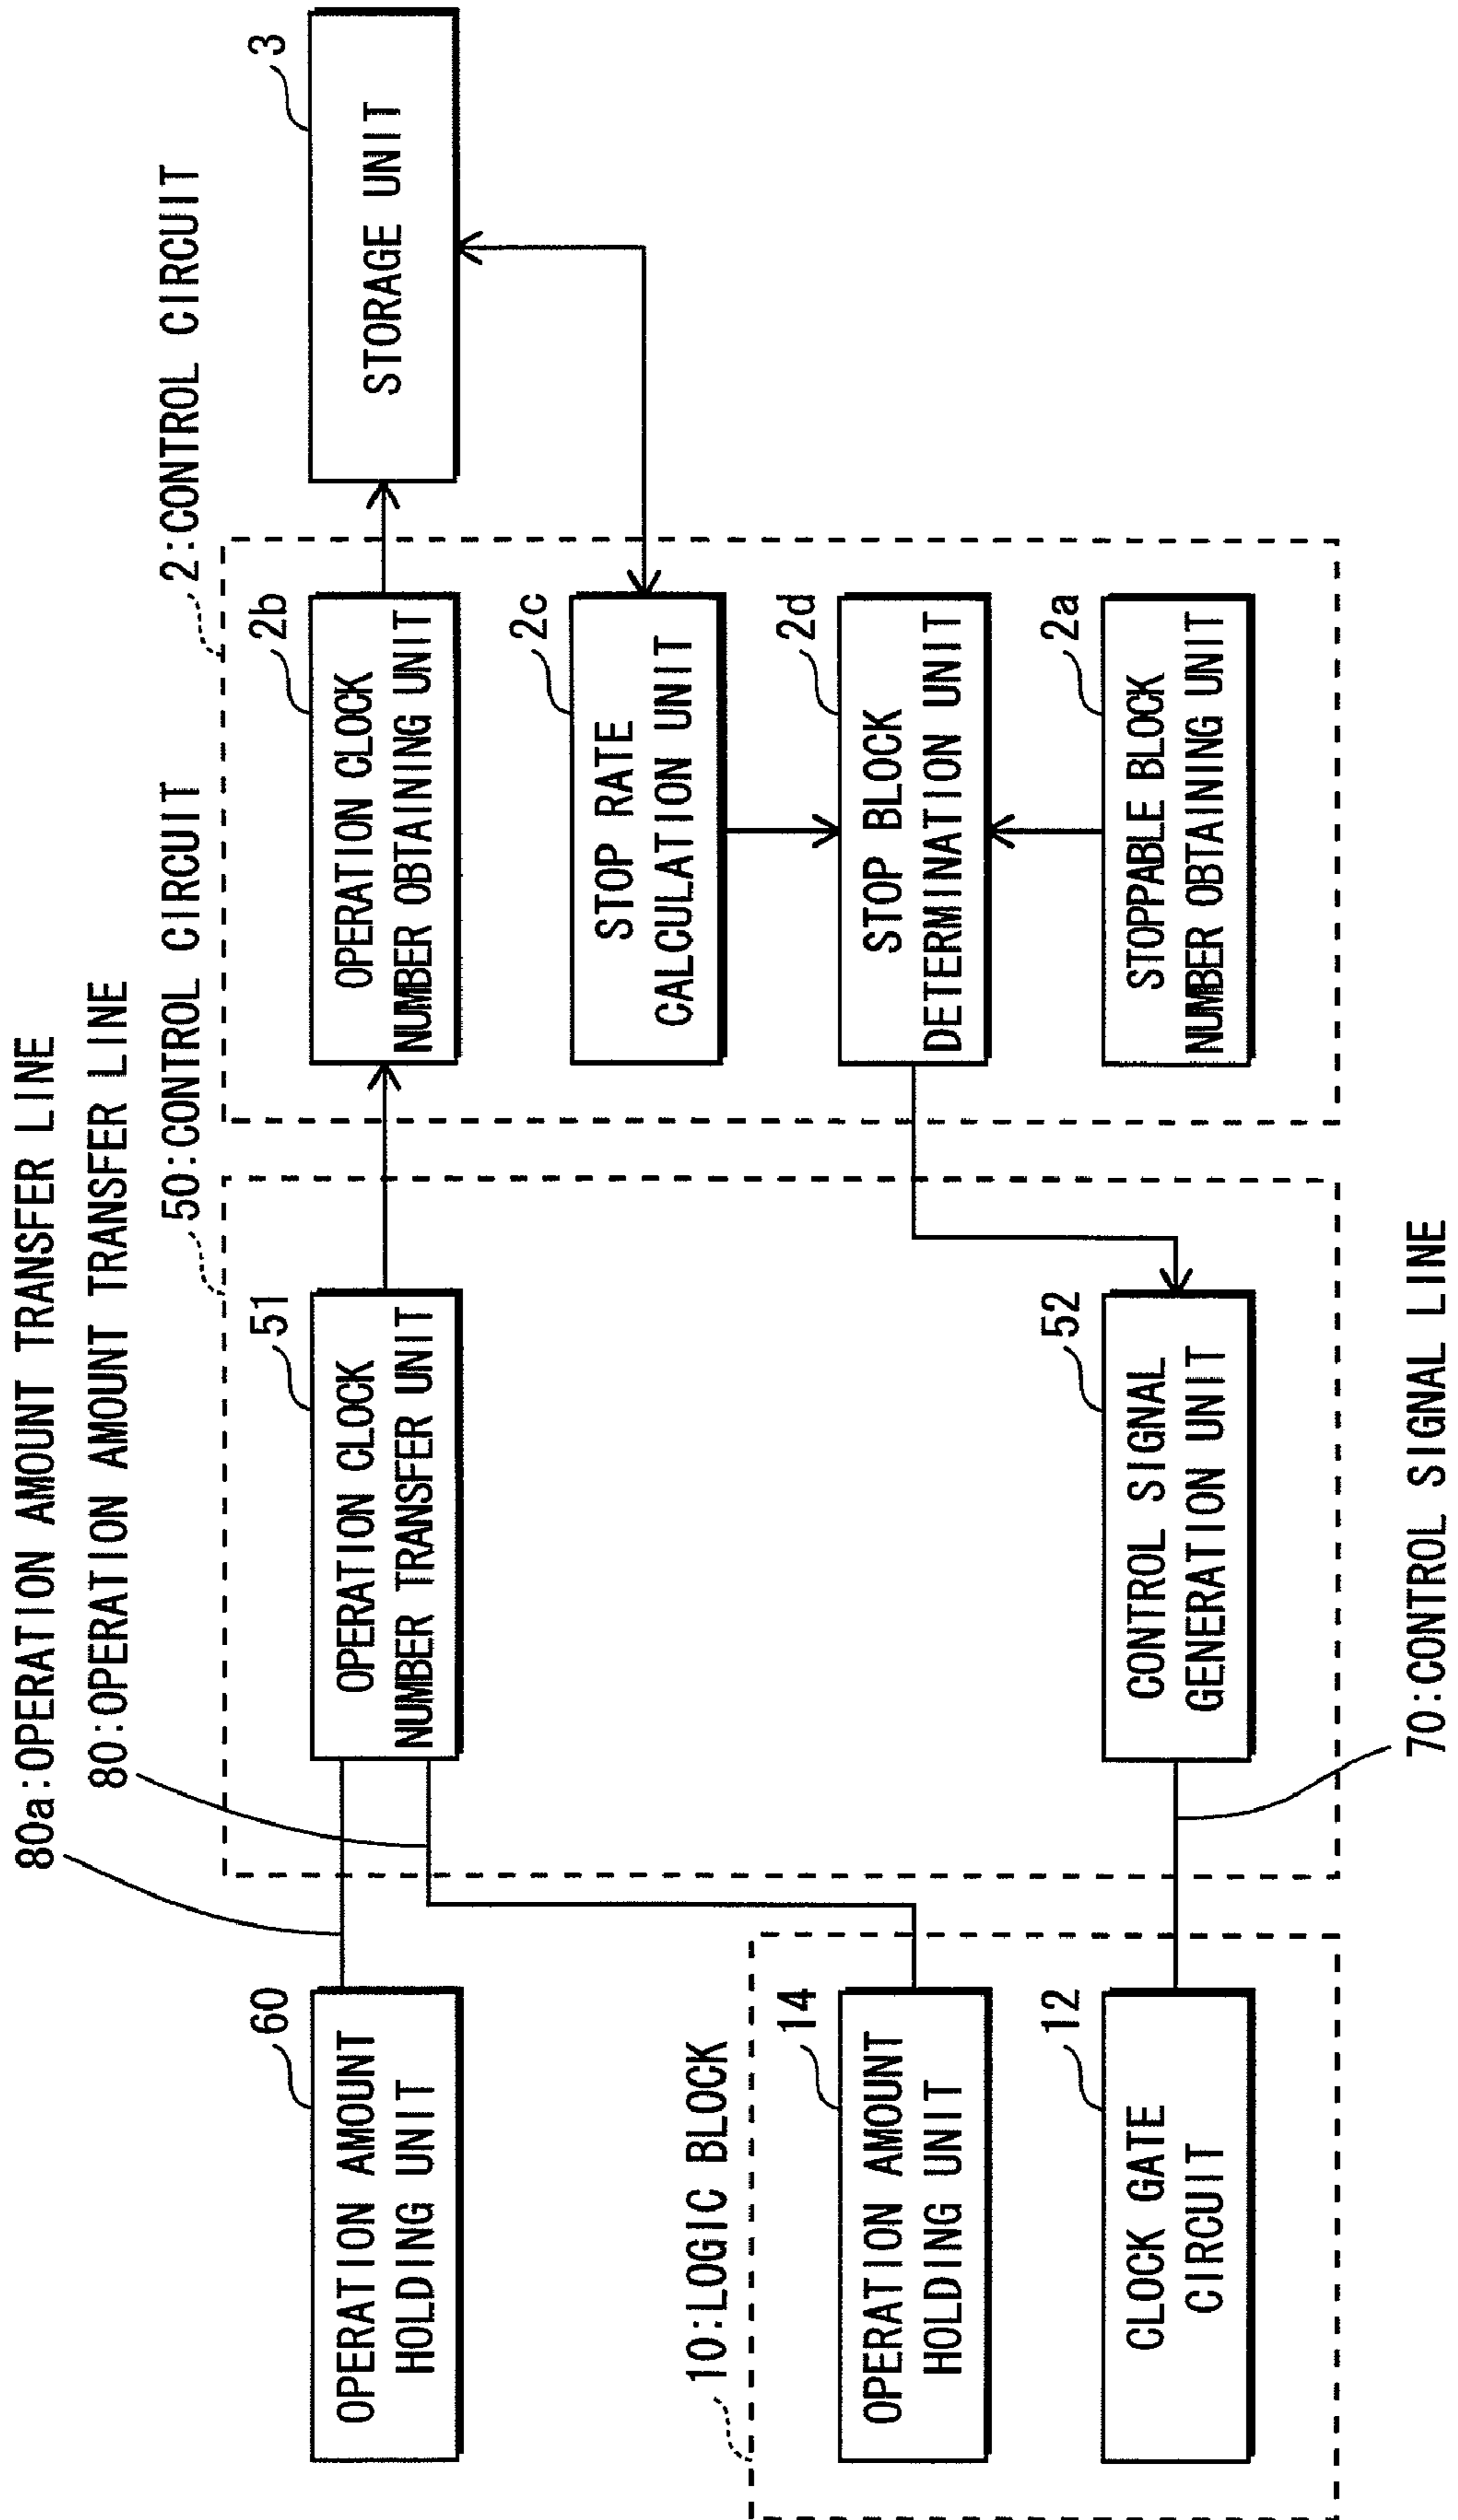 80a:OPERATION AMOUNT TRANSFER LINE
80:OPERATION AMOUNT TRANSFER LINE
50:CONTROL CIRCUIT
2:CONTROL CIRCUIT
60
OPERATION AMOUNT
HOLDING UNIT
51
OPERATION CLOCK
NUMBER TRANSFER UNIT
2b
OPERATION CLOCK
NUMBER OBTAINING UNIT
3
STORAGE UNIT
2c
STOP RATE
CALCULATION UNIT
10:LOGIC BLOCK
14
OPERATION AMOUNT
HOLDING UNIT
2d
STOP BLOCK
DETERMINATION UNIT
12
CLOCK GATE
CIRCUIT
52
CONTROL SIGNAL
GENERATION UNIT
2a
STOPPABLE BLOCK
NUMBER OBTAINING UNIT
70:CONTROL SIGNAL LINE